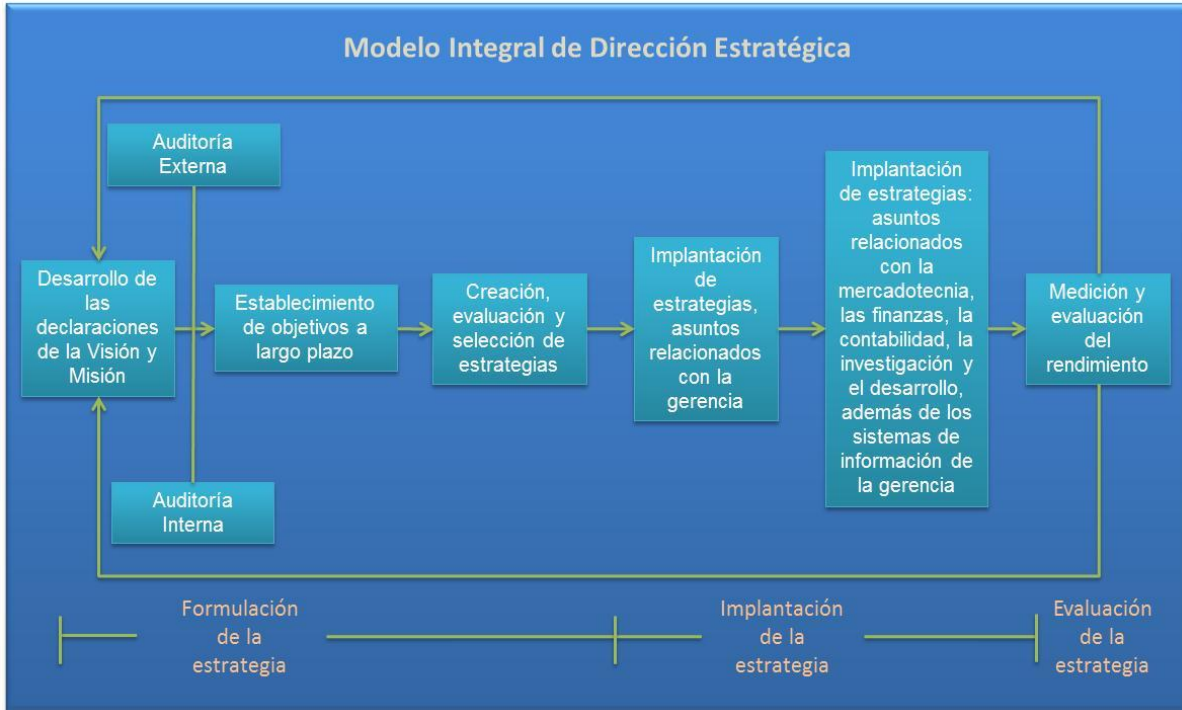 Modelo Integral de Dirección Estratégica
Auditoría
Externa
Desarrollo de
las
declaraciones
de la Visión y
Misión
Auditoría
Interna
Establecimiento
de objetivos a
largo plazo
Creación,
evaluación y
selección de
estrategias
Implantación
de
estrategias,
asuntos
relacionados
con la
gerencia
Implantación
de estrategias:
asuntos
relacionados
con la
mercadotecnia,
las finanzas, la
contabilidad, la
investigación y
el desarrollo,
además de los
sistemas de
información de
la gerencia
Medición y
evaluación
del
rendimiento
Formulación
de la
estrategia
Implantación
de la
estrategia
Evaluación
de la
estrategia